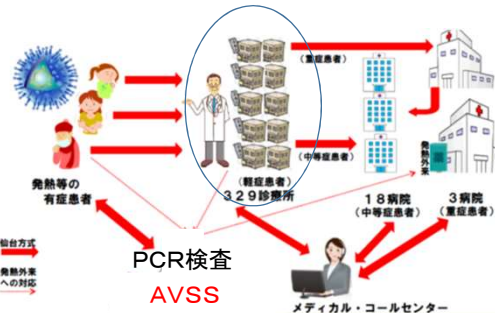 (重症患者)
(中等症患者)
発熱外来
発熱等の
有症患者
(軽症患者)
329診療所
18病院
(中等症患者)
3病院
(重症患者)
仙台方式
発熱外来
への対応
PCR検査
AVSS
メディカル・コールセンター